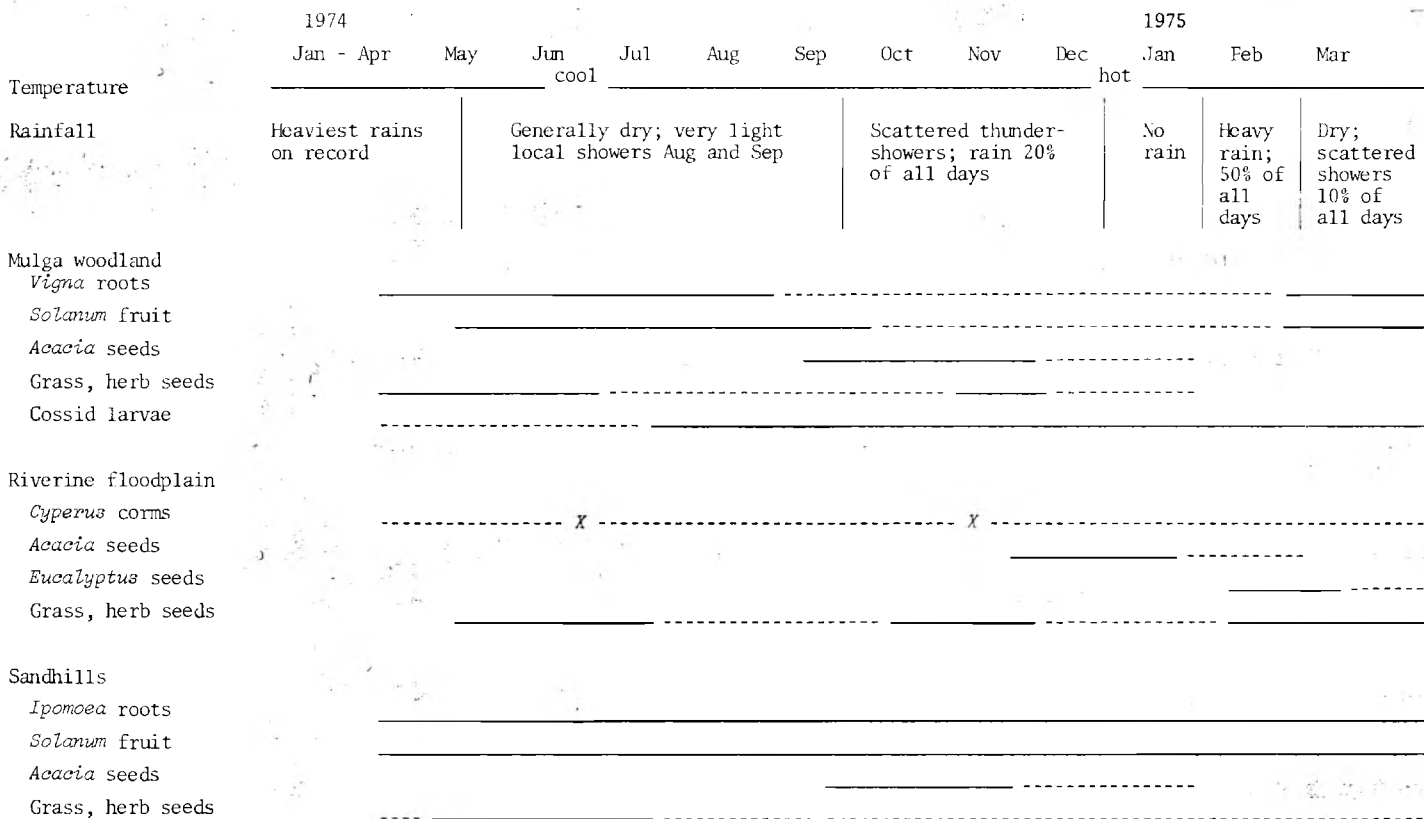 1974 1975
Jan - Apr May Jun Jul Aug Sep Oct Nov Dec Jan Feb Mar
Temperature cool hot
Rainfall Heaviest rains Generally dry; very light Scattered thunder- No Heavy Dry;
on record local showers Aug and Sep showers; rain 20% rain rain; scattered
of all days 50% of showers
all 10% of
days all days
Mulga woodland
Vigna roots
Solanum fruit
Acacia seeds
Grass, herb seeds
Cossid larvae
Riverine floodplain
Cyperus corms X X
Acacia seeds
Eucalyptus seeds
Grass, herb seeds
Sandhills
Ipomoea roots
Solanum fruit
Acacia seeds
Grass, herb seeds